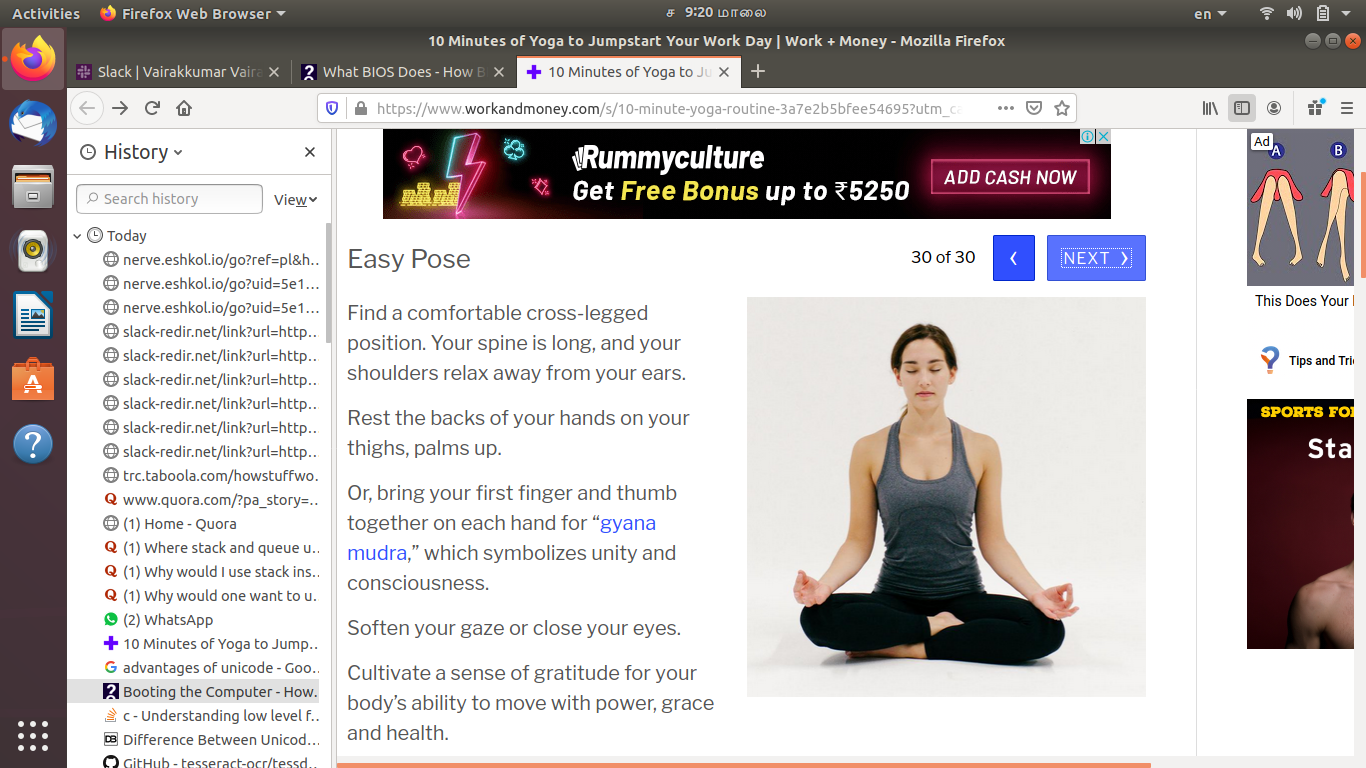 Activities
Firefox Web Browser
ச 9:20 மாலை
en
10 Minutes of Yoga to Jumpstart Your Work Day | Work + Money - Mozilla Firefox
Slack | Vairakkumar Vaira
What BIOS Does - How B
10 Minutes of Yoga to Ju
https://www.workandmoney.com/s/10-minute-yoga-routine-3a7e2b5bfee54695?utm_ca
History
Search history
View
Today
nerve.eshkol.io/go?ref=pl&h…
nerve.eshkol.io/go?uid=5e1…
nerve.eshkol.io/go?uid=5e1…
slack-redir.net/link?url=http…
slack-redir.net/link?url=http…
slack-redir.net/link?url=http…
slack-redir.net/link?url=http…
slack-redir.net/link?url=http…
slack-redir.net/link?url=http…
trc.taboola.com/howstuffwo…
www.quora.com/?pa_story=…
(1) Home - Quora
(1) Where stack and queue u…
(1) Why would I use stack ins…
(1) Why would one want to u…
(2) WhatsApp
10 Minutes of Yoga to Jump…
advantages of unicode - Goo…
Booting the Computer - How…
c - Understanding low level f…
Difference Between Unicod…
GitHub - tesseract-ocr/tessd…
Rummyculture
Get Free Bonus up to ₹5250
ADD CASH NOW
Easy Pose
30 of 30
NEXT
Find a comfortable cross-legged
position. Your spine is long, and your
shoulders relax away from your ears.
Rest the backs of your hands on your
thighs, palms up.
Or, bring your first finger and thumb
together on each hand for “gyana
mudra,” which symbolizes unity and
consciousness.
Soften your gaze or close your eyes.
Cultivate a sense of gratitude for your
body’s ability to move with power, grace
and health.
Ad
A
B
This Does Your
Tips and Tri
SPORTS FO
Sta